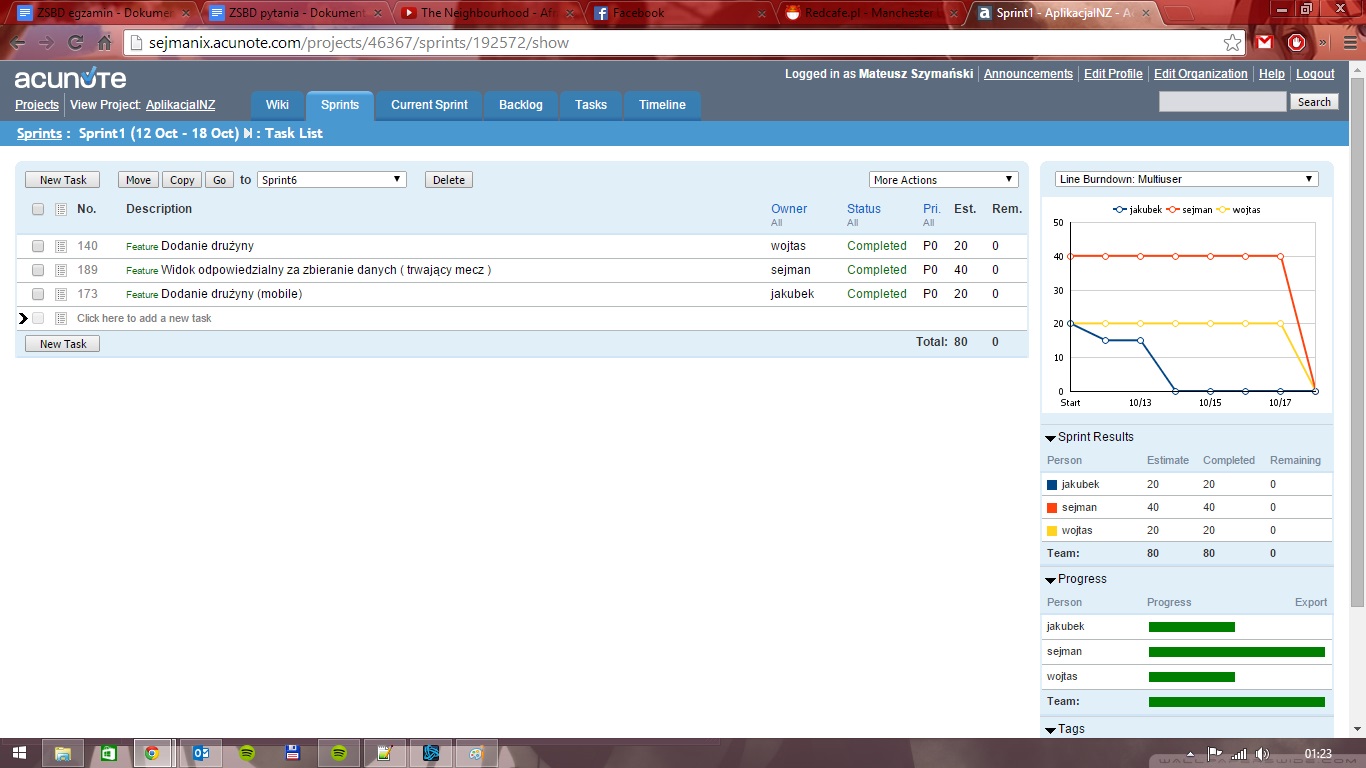 ZSBD egzamin - Dokumen
ZSBD pytania - Dokument
The Neighbourhood - Afr
Facebook
Redcafe.pl - Manchester
Sprint1 - AplikacjaINZ - A
sejmanix.acunote.com/projects/46367/sprints/192572/show
acunote
Logged in as Mateusz Szymański Announcements Edit Profile Edit Organization Help Logout
Projects View Project: AplikacjaINZ Wiki Sprints Current Sprint Backlog Tasks Timeline Search
Sprints : Sprint1 (12 Oct - 18 Oct) : Task List
New Task Move Copy Go to Sprint6 Delete More Actions
No. Description Owner Status Pri. Est. Rem.
All All All
140 Feature Dodanie drużyny wojtas Completed P0 20 0
189 Feature Widok odpowiedzialny za zbieranie danych ( trwający mecz ) sejman Completed P0 40 0
173 Feature Dodanie drużyny (mobile) jakubek Completed P0 20 0
Click here to add a new task
New Task Total: 80 0
Line Burndown: Multiuser
jakubek sejman wojtas
50
40
30
20
10
0
Start 10/13 10/15 10/17
Sprint Results
Person Estimate Completed Remaining
jakubek 20 20 0
sejman 40 40 0
wojtas 20 20 0
Team: 80 80 0
Progress
Person Progress Export
jakubek
sejman
wojtas
Team:
Tags
01:23